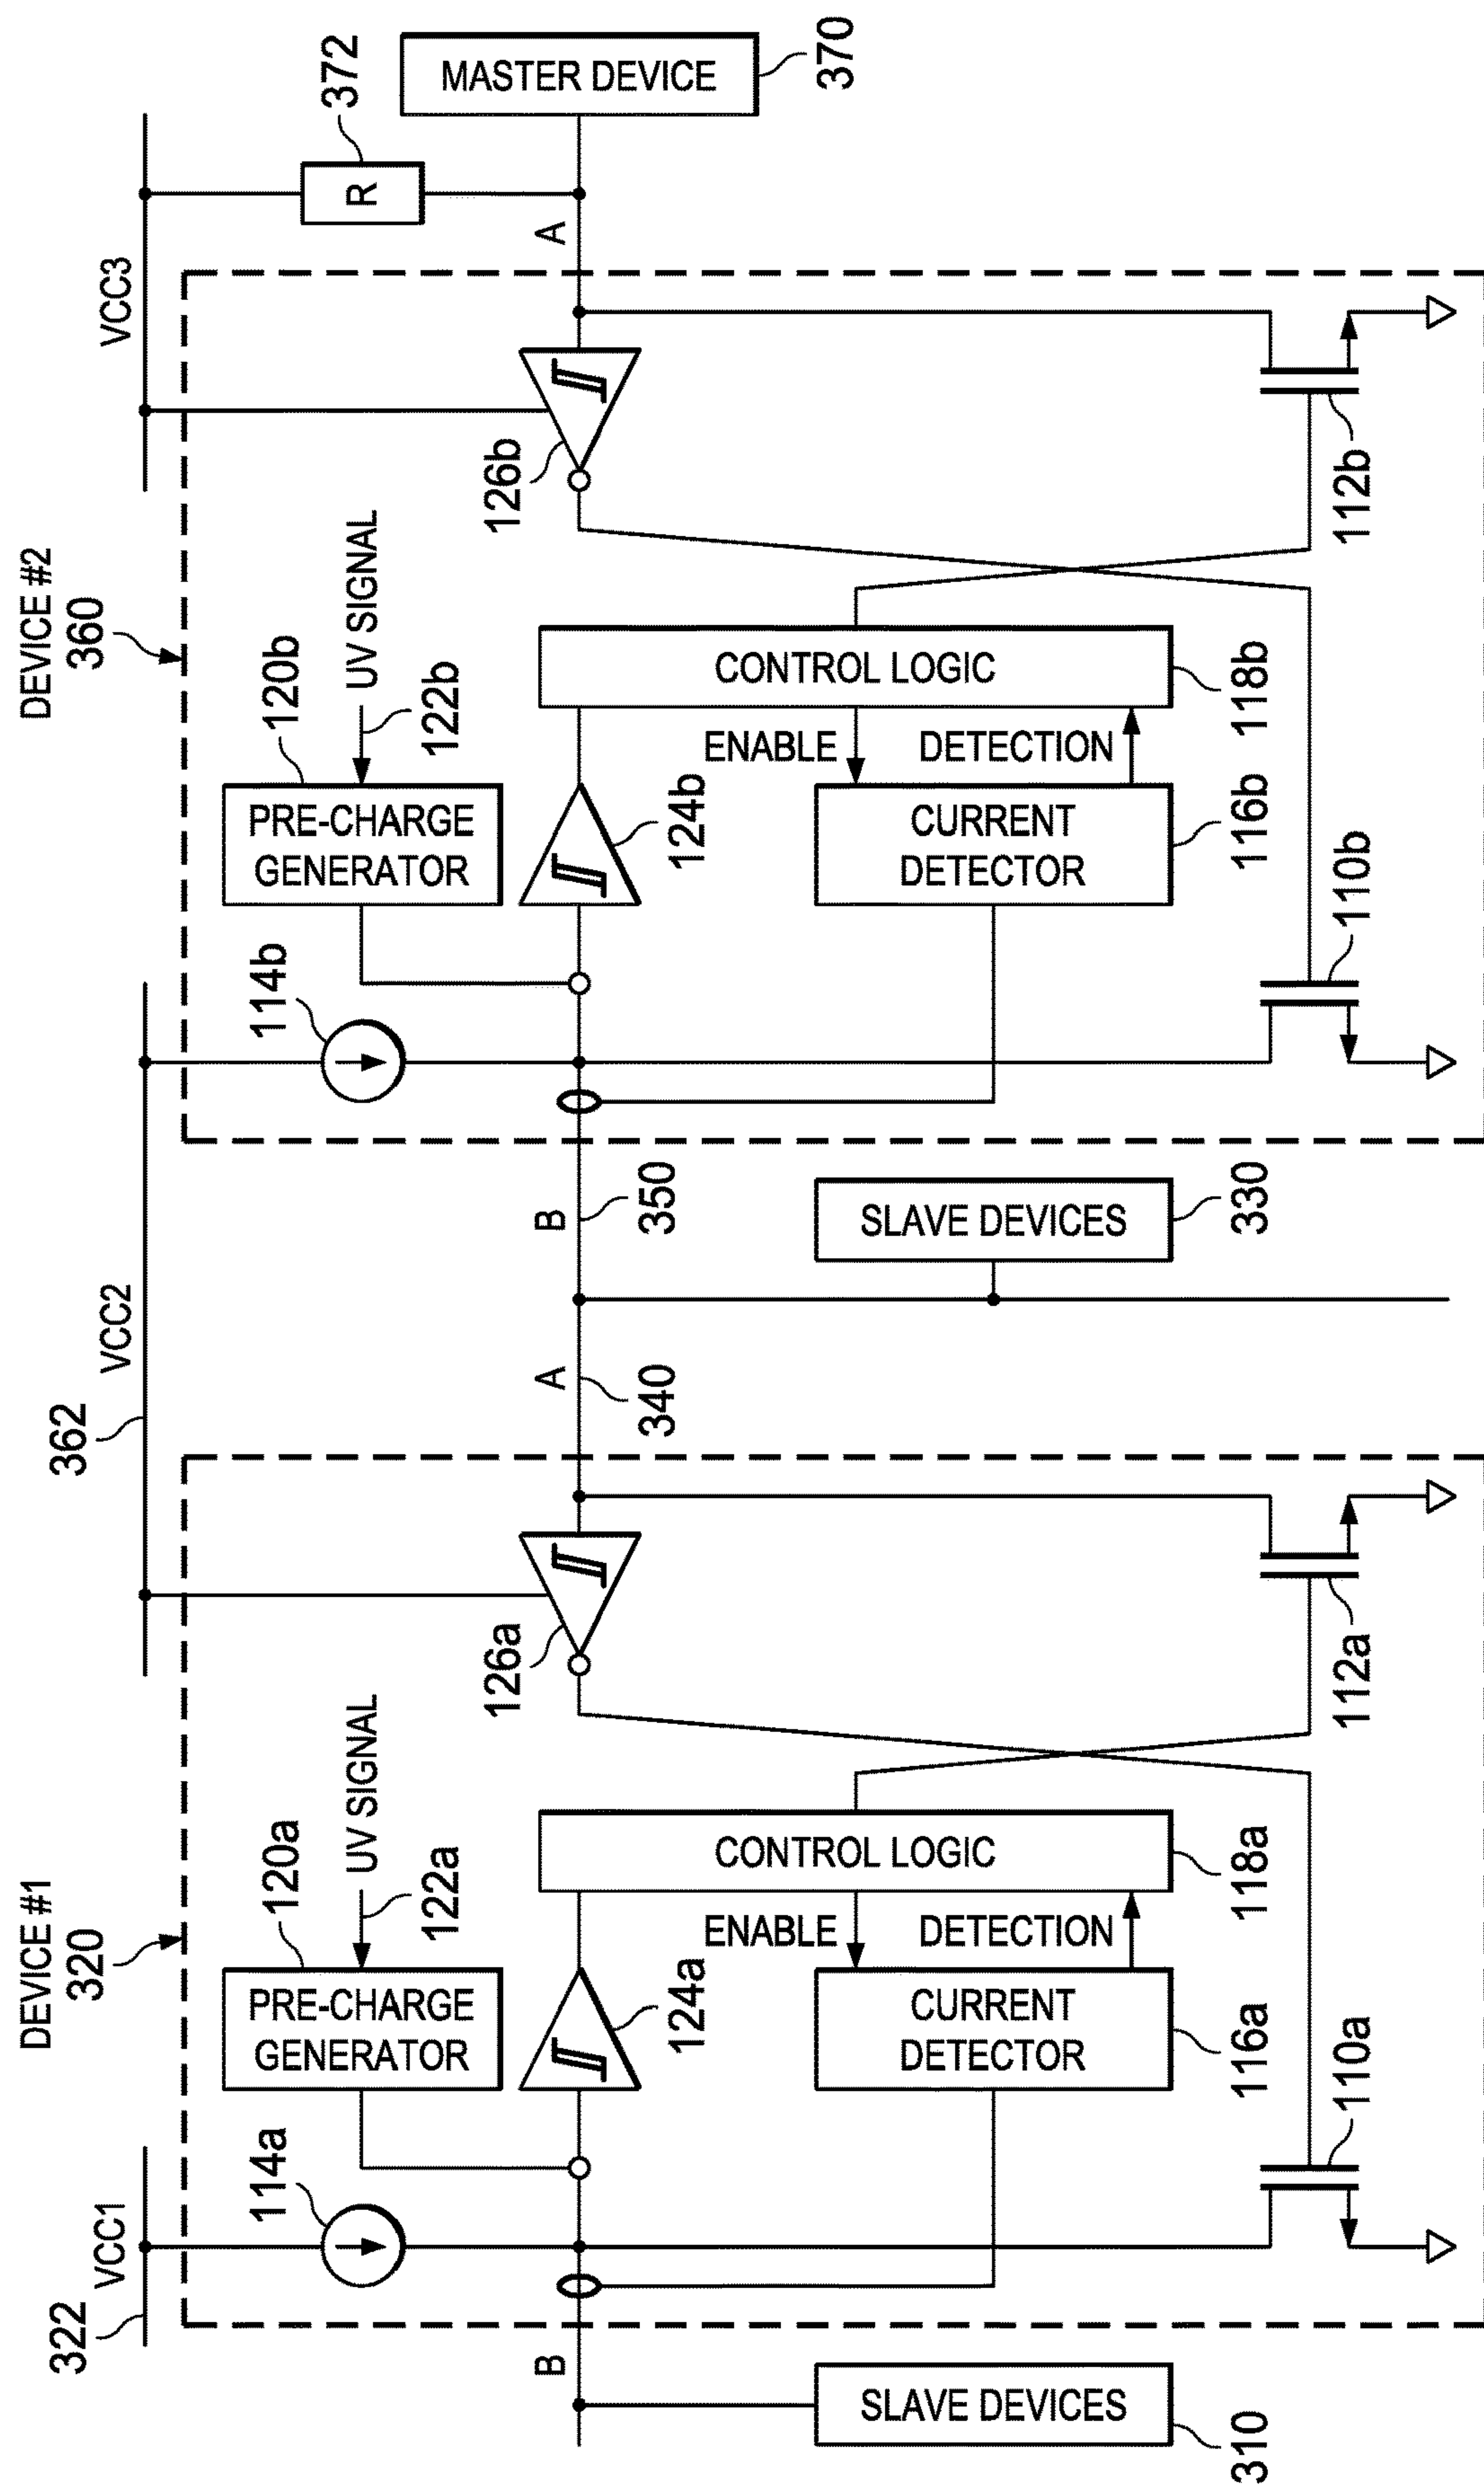 DEVICE #1
320
DEVICE #2
360
322
VCC1
362
VCC2
VCC3
114a
120a
PRE-CHARGE
GENERATOR
UV SIGNAL
122a
114b
120b
PRE-CHARGE
GENERATOR
UV SIGNAL
122b
R
372
B
124a
126a
A
340
B
350
124b
126b
A
MASTER DEVICE
370
ENABLE
DETECTION
CONTROL LOGIC
118a
CURRENT
DETECTOR
116a
SLAVE DEVICES
310
SLAVE DEVICES
330
ENABLE
DETECTION
CONTROL LOGIC
118b
CURRENT
DETECTOR
116b
110a
112a
110b
112b